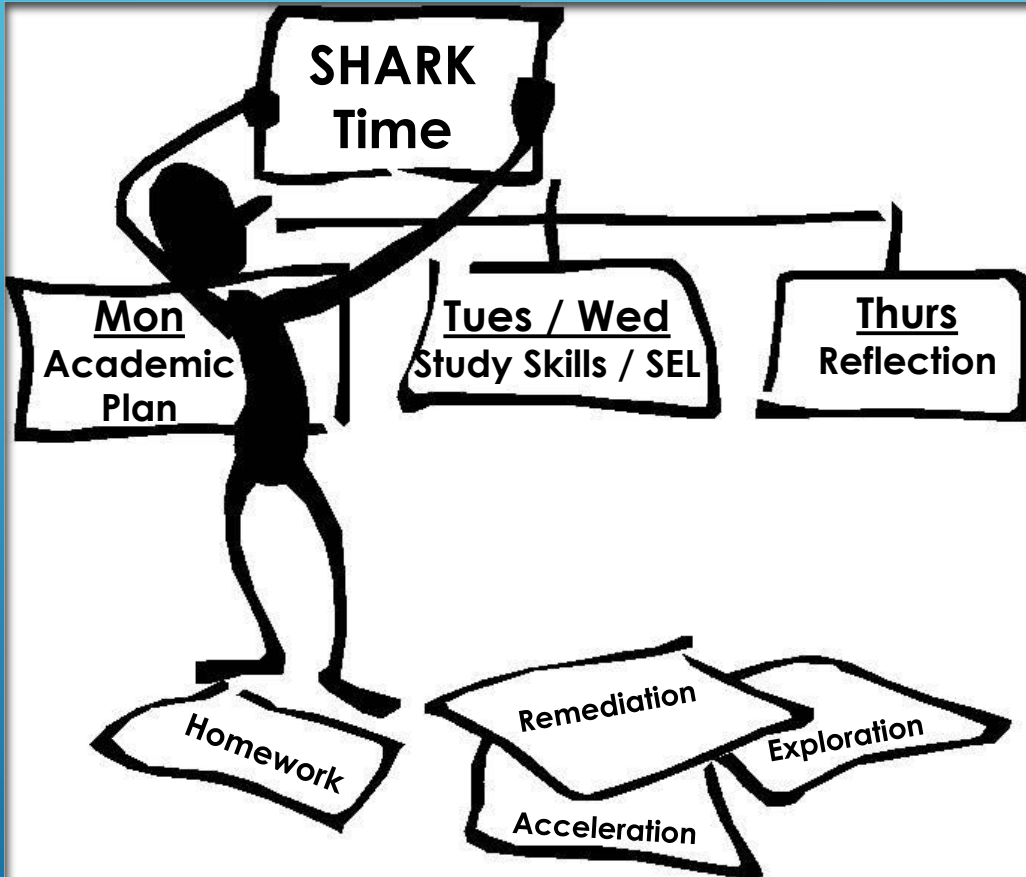 SHARK
Time
Mon
Academic
Plan
Tues / Wed
Study Skills / SEL
Thurs
Reflection
Homework
Remediation
Exploration
Acceleration